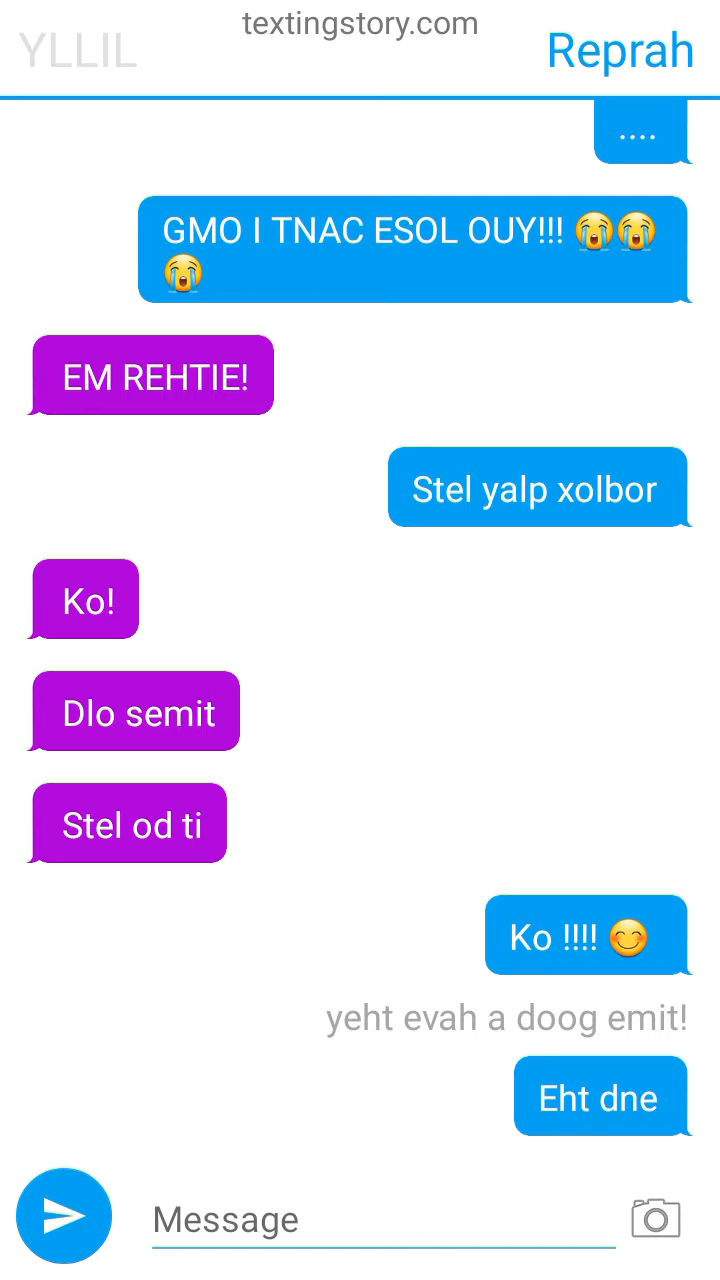 textingstory.com
YLLIL
Reprah
....
GMO I TNAC ESOL OUY!!! 😭😭
😭
EM REHTIE!
Stel yalp xolbor
Ko!
Dlo semit
Stel od ti
Ko !!!! 😊
yeht evah a doog emit!
Eht dne
Message